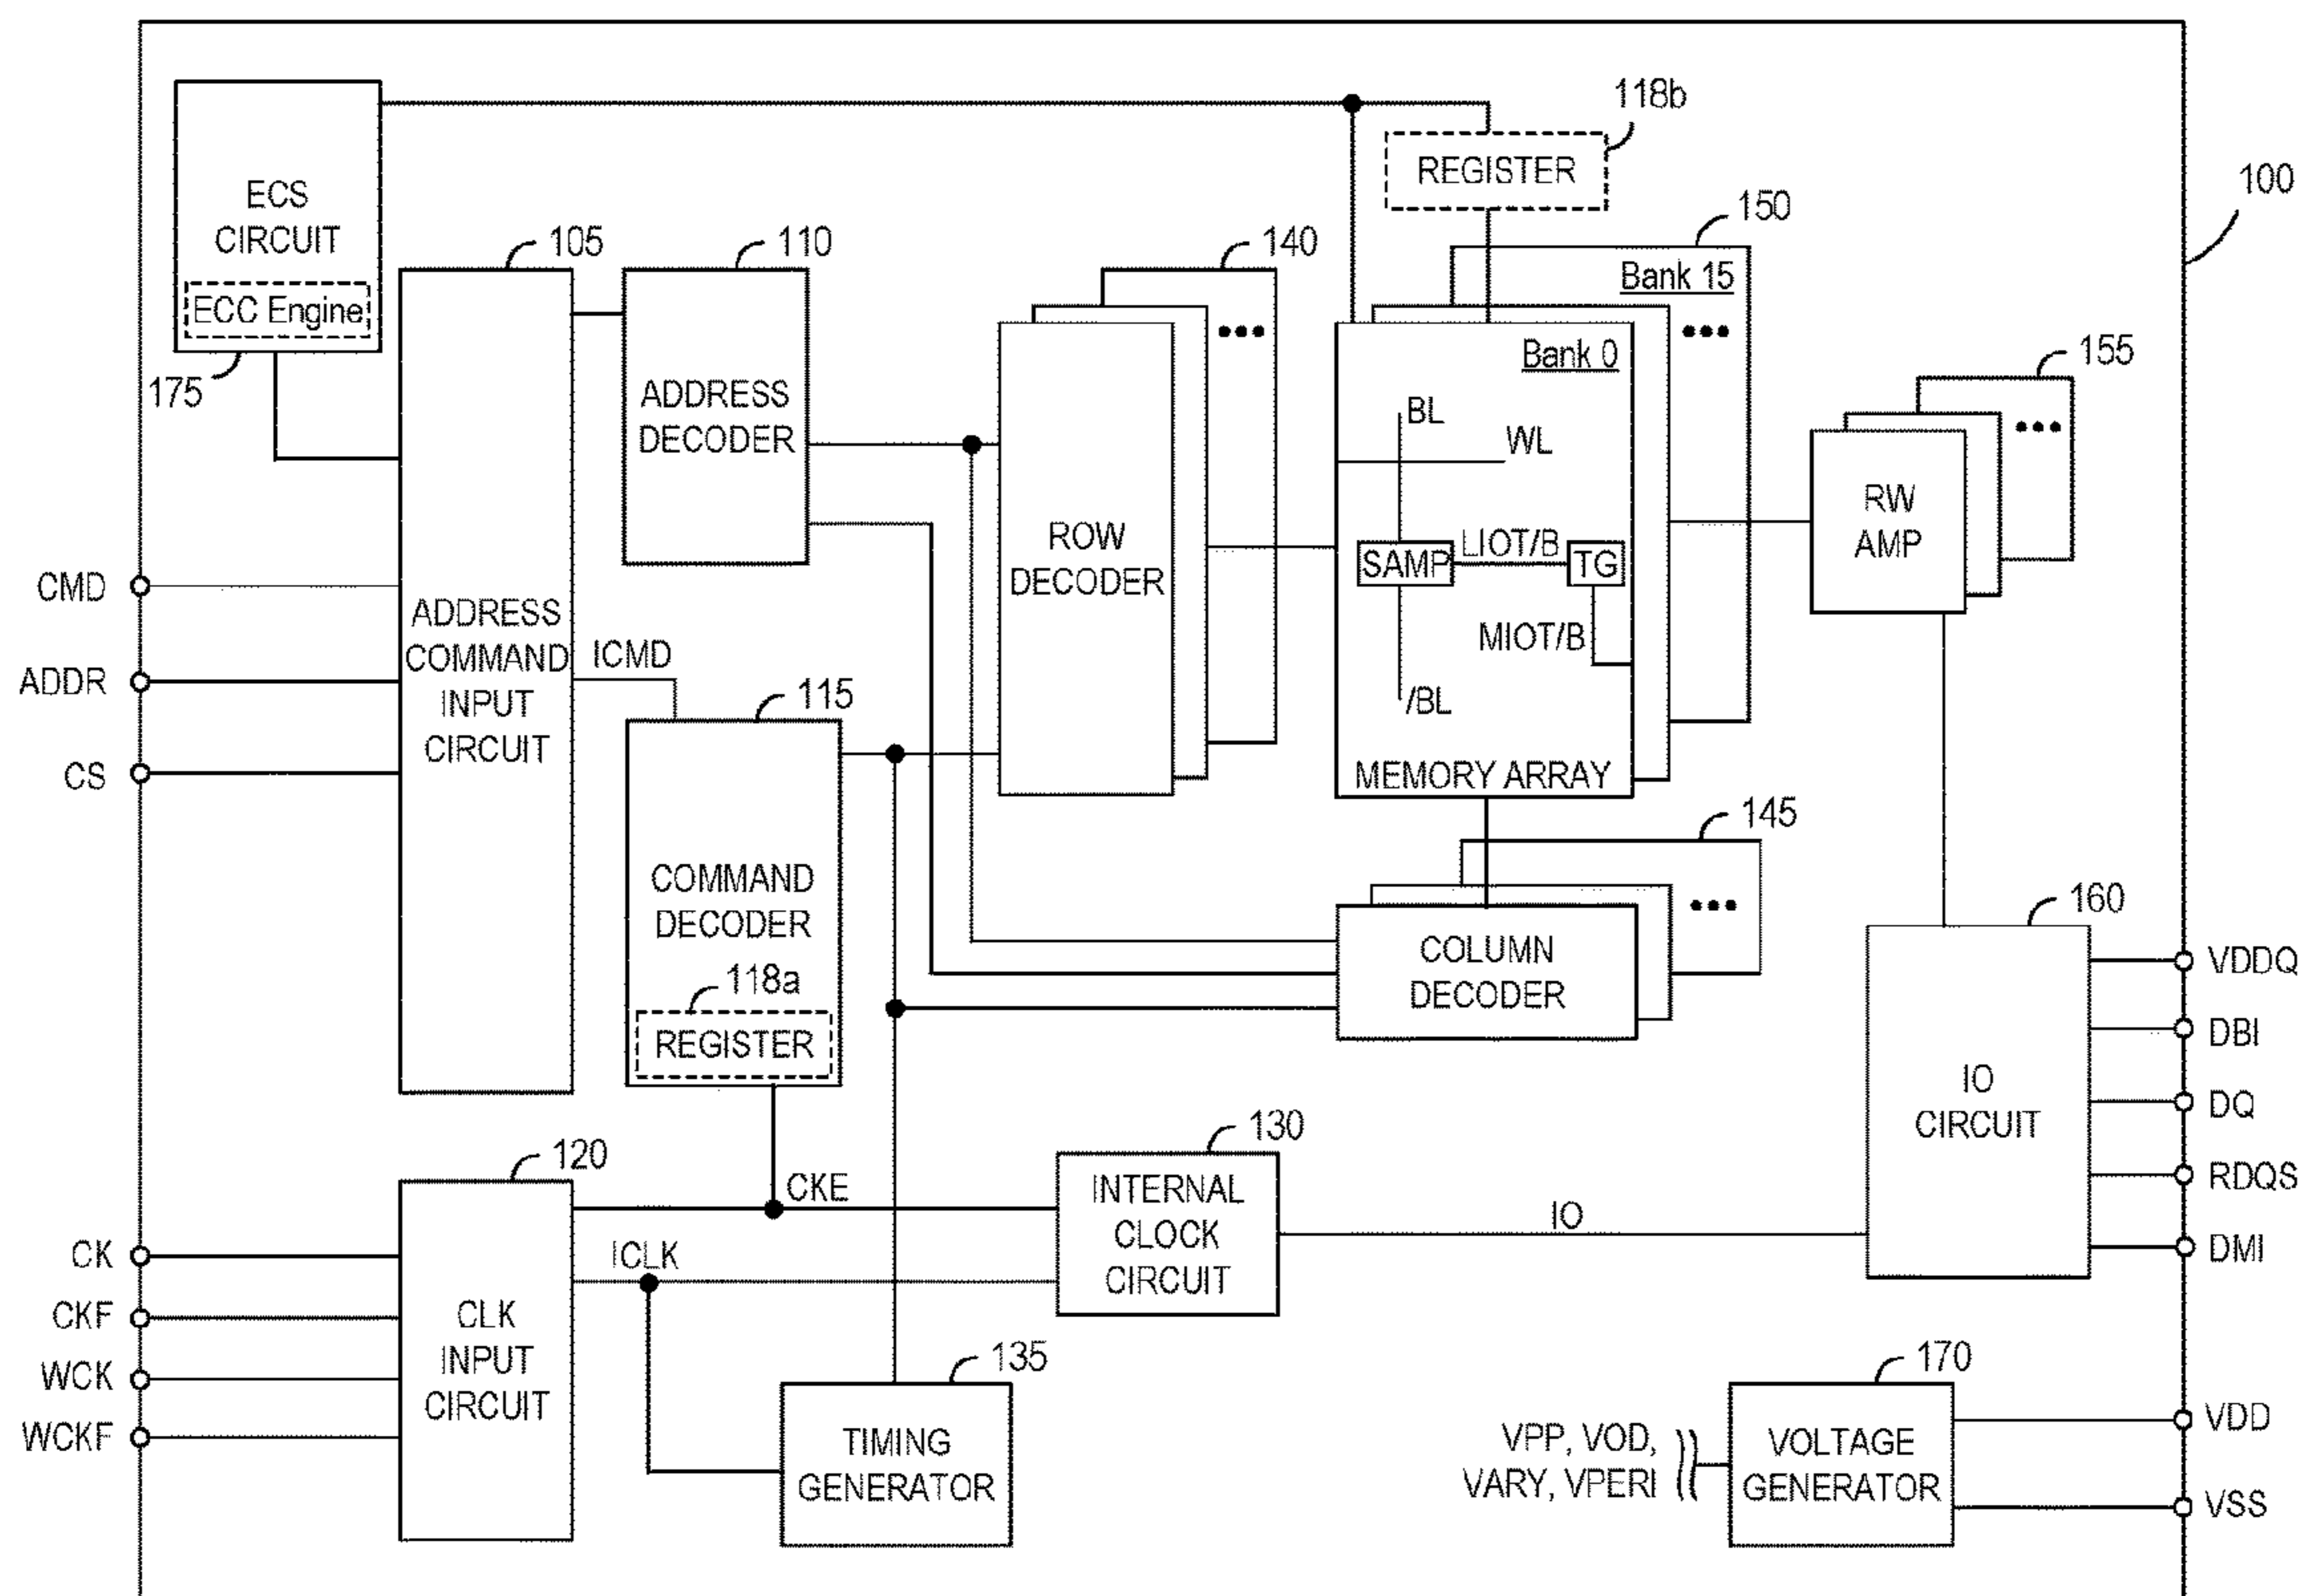 118b
REGISTER
100
ECS
CIRCUIT
ECC Engine
175
105
110
140
150
Bank 15
Bank 0
155
ADDRESS
DECODER
BL
WL
ROW
DECODER
SAMP
LIOT/B
TG
MIOT/B
/BL
MEMORY ARRAY
RW
AMP
CMD
ADDR
CS
ADDRESS
COMMAND
INPUT
CIRCUIT
ICMD
115
COMMAND
DECODER
118a
REGISTER
145
COLUMN
DECODER
160
IO
CIRCUIT
VDDQ
DBI
DQ
RDQS
DMI
120
CKE
130
INTERNAL
CLOCK
CIRCUIT
IO
CK
CKF
WCK
WCKF
CLK
INPUT
CIRCUIT
ICLK
135
TIMING
GENERATOR
170
VPP, VOD,
VARY, VPERI
VOLTAGE
GENERATOR
VDD
VSS